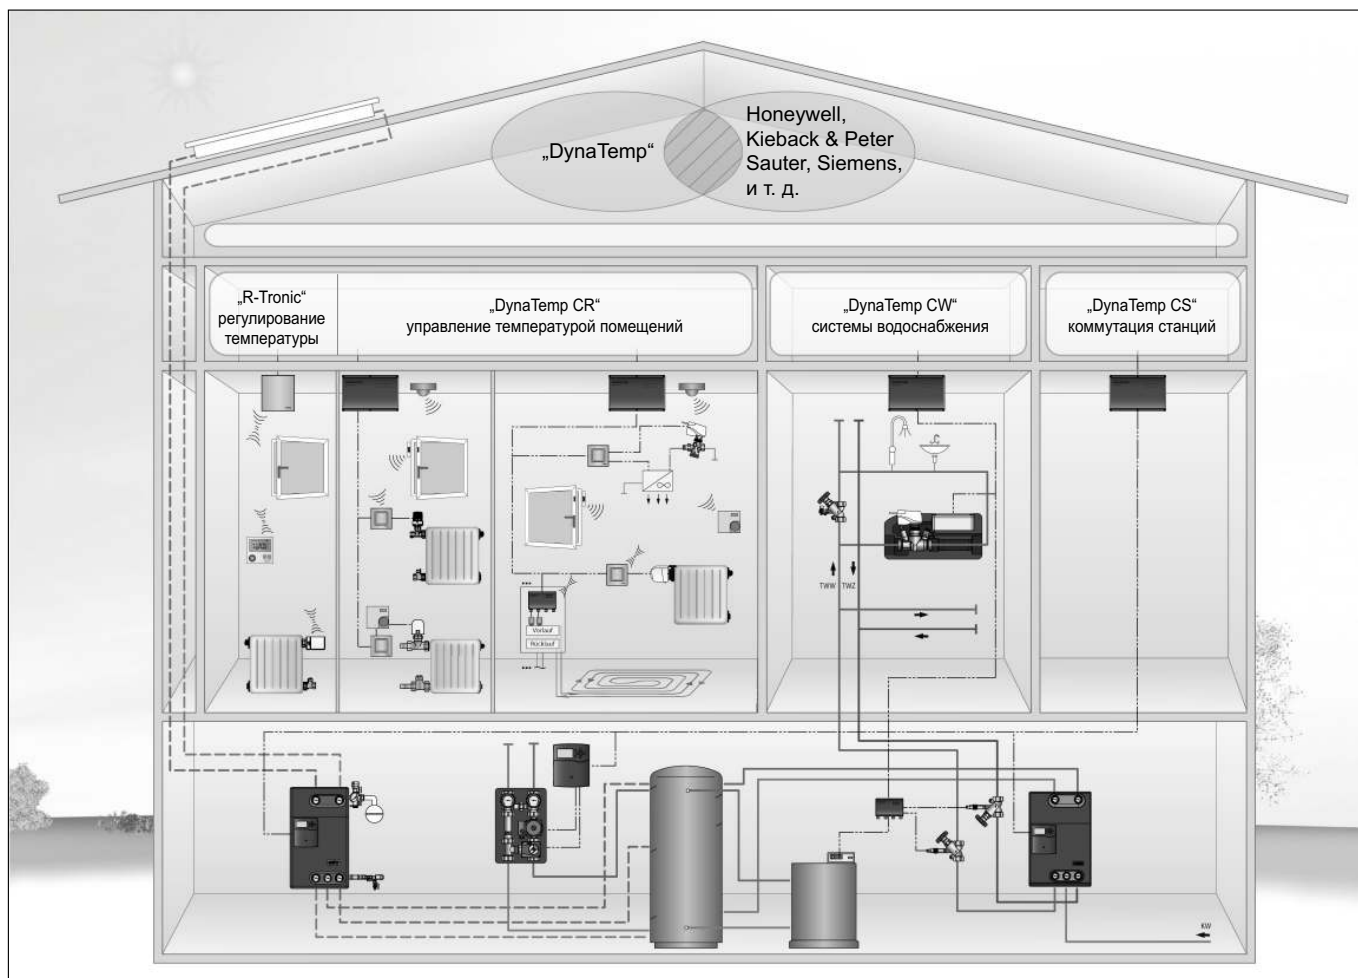 „DynaTemp“
Honeywell,
Kieback & Peter
Sauter, Siemens,
и т. д.
„R-Tronic“
регулирование
температуры
„DynaTemp CR“
управление температурой помещений
„DynaTemp CW“
системы водоснабжения
„DynaTemp CS“
коммутация станций
TWW
TWZ
Vorlauf
Rücklauf
KW